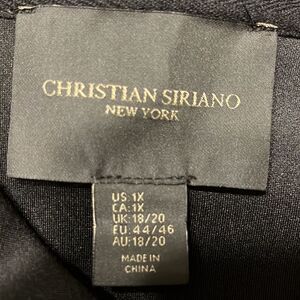 CHRISTIAN SIRIANO
NEW YORK
US: 1X
CA: 1X
UK: 18/20
EU: 44/46
AU: 18/20
MADE IN
CHINA